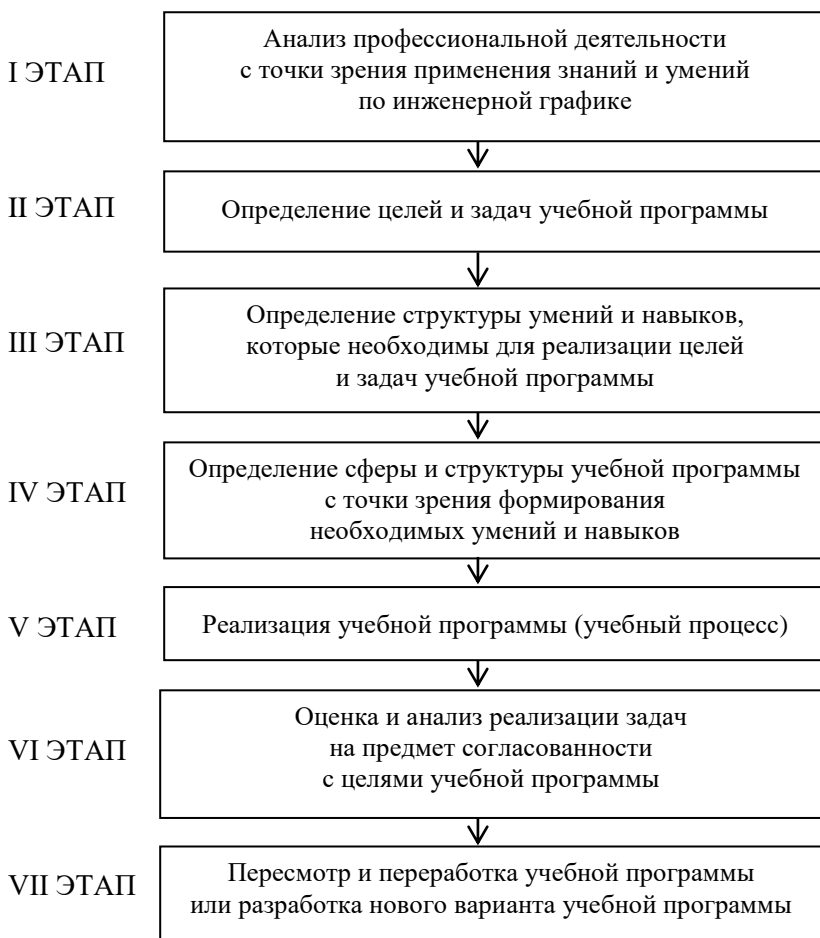 I ЭТАП
Анализ профессиональной деятельности
с точки зрения применения знаний и умений
по инженерной графике
II ЭТАП
Определение целей и задач учебной программы
III ЭТАП
Определение структуры умений и навыков,
которые необходимы для реализации целей
и задач учебной программы
IV ЭТАП
Определение сферы и структуры учебной программы
с точки зрения формирования
необходимых умений и навыков
V ЭТАП
Реализация учебной программы (учебный процесс)
VI ЭТАП
Оценка и анализ реализации задач
на предмет согласованности
с целями учебной программы
VII ЭТАП
Пересмотр и переработка учебной программы
или разработка нового варианта учебной программы